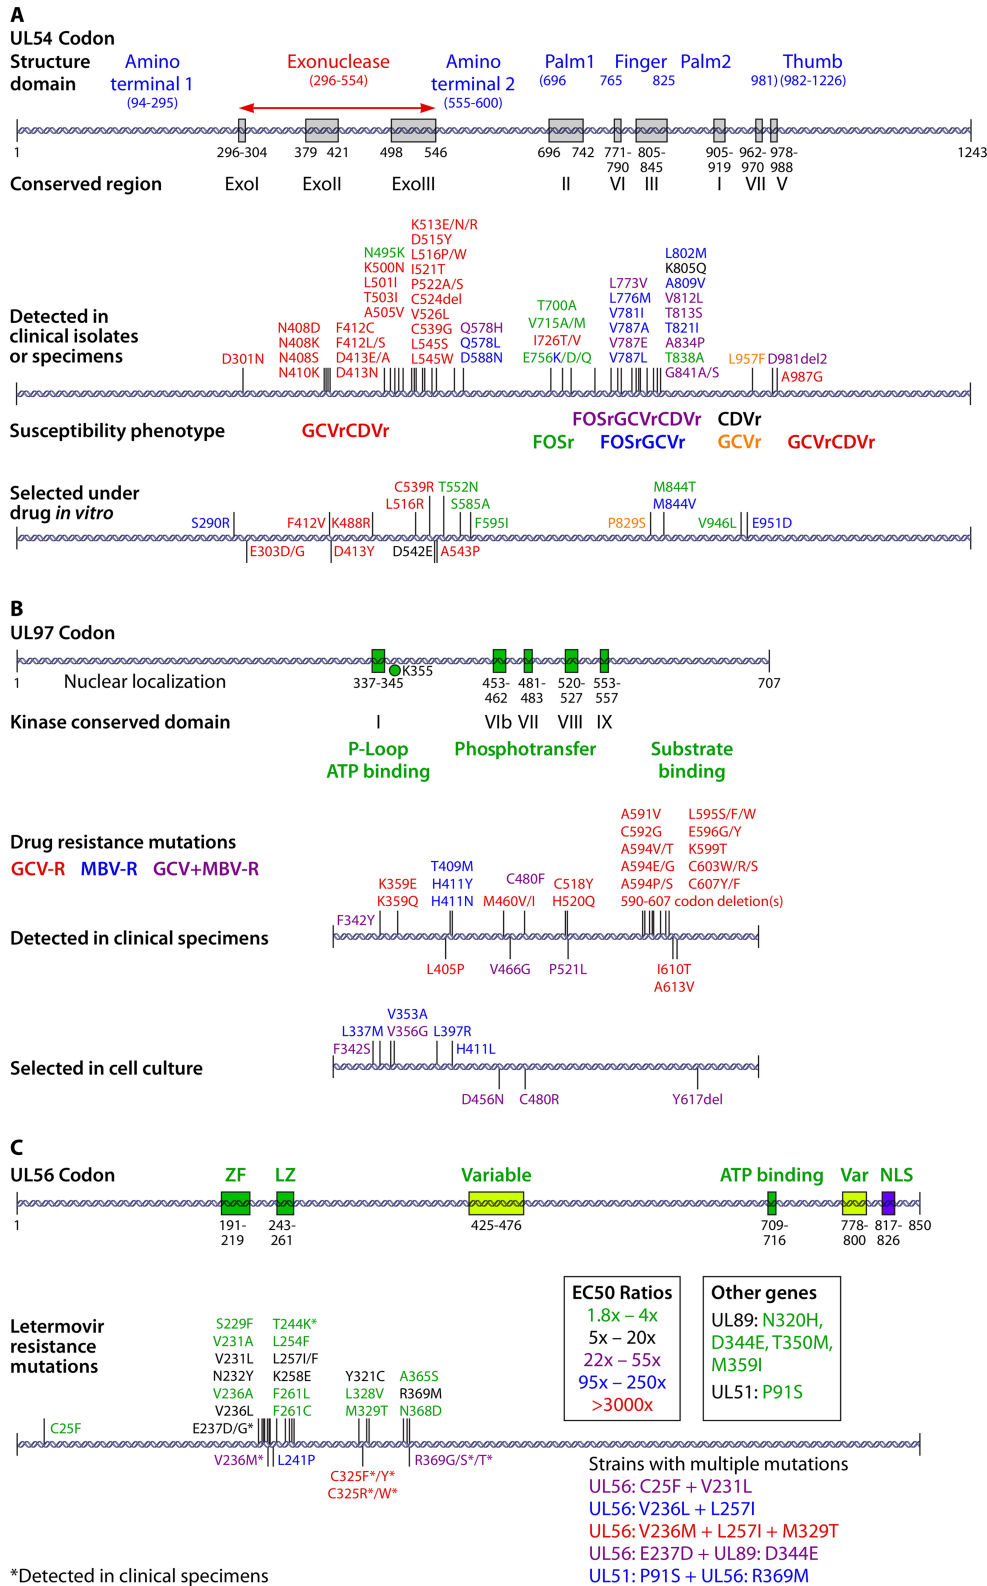 A
UL54 Codon
Structure domain
Amino terminal 1 (94-295)
Exonuclease (296-554)
Amino terminal 2 (555-600)
Palm1 (696
765
Finger
825
Palm2
981)
Thumb (982-1226)
1
296-304
379
421
498
546
696
742
771-790
805-845
905-919
962-970
978-988
1243
Conserved region
ExoI
ExoII
ExoIII
II
VI
III
I
VII
V
Detected in clinical isolates or specimens
D301N
N408D
N408K
N408S
N410K
F412C
F412L/S
D413E/A
D413N
N495K
K500N
L501I
T503I
A505V
K513E/N/R
D515Y
L516P/W
I521T
P522A/S
C524del
V526L
C539G
L545S
L545W
Q578H
Q578L
D588N
T700A
V715A/M
I726T/V
E756K/D/Q
L773V
L776M
V781I
V787A
V787E
V787L
L802M
K805Q
A809V
V812L
T813S
T821I
A834P
T838A
G841A/S
L957F
D981del2
A987G
Susceptibility phenotype
GCVrCDVr
FOSrGCVrCDVr
CDVr
FOSr
FOSrGCVr
GCVr
GCVrCDVr
Selected under drug in vitro
S290R
E303D/G
F412V
D413Y
K488R
C539R
L516R
D542E
A543P
T552N
S585A
F595I
P829S
M844T
M844V
V946L
E951D
B
UL97 Codon
1
Nuclear localization
337-345
K355
453-462
481-483
520-527
553-557
707
Kinase conserved domain
I
VIb
VII
VIII
IX
P-Loop ATP binding
Phosphotransfer
Substrate binding
Drug resistance mutations
GCV-R MBV-R GCV+MBV-R
Detected in clinical specimens
F342Y
K359E
K359Q
T409M
H411Y
H411N
L405P
C480F
M460V/I
V466G
C518Y
H520Q
P521L
A591V
C592G
A594V/T
A594E/G
A594P/S
L595S/F/W
E596G/Y
K599T
C603W/R/S
C607Y/F
590-607 codon deletion(s)
I610T
A613V
Selected in cell culture
V353A
L337M
V356G
L397R
F342S
H411L
D456N
C480R
Y617del
C
UL56 Codon
ZF
LZ
Variable
ATP binding
Var
NLS
1
191-219
243-261
425-476
709-716
778-800
817-826
850
Letermovir resistance mutations
C25F
S229F
V231A
V231L
N232Y
V236A
V236L
E237D/G*
V236M*
T244K*
L254F
L257I/F
K258E
F261L
F261C
L241P
Y321C
L328V
M329T
C325F*/Y*
C325R*/W*
A365S
R369M
N368D
R369G/S*/T*
EC50 Ratios
1.8x – 4x
5x – 20x
22x – 55x
95x – 250x
>3000x
Other genes
UL89: N320H,
D344E, T350M,
M359I
UL51: P91S
Strains with multiple mutations
UL56: C25F + V231L
UL56: V236L + L257I
UL56: V236M + L257I + M329T
UL56: E237D + UL89: D344E
UL51: P91S + UL56: R369M
*Detected in clinical specimens